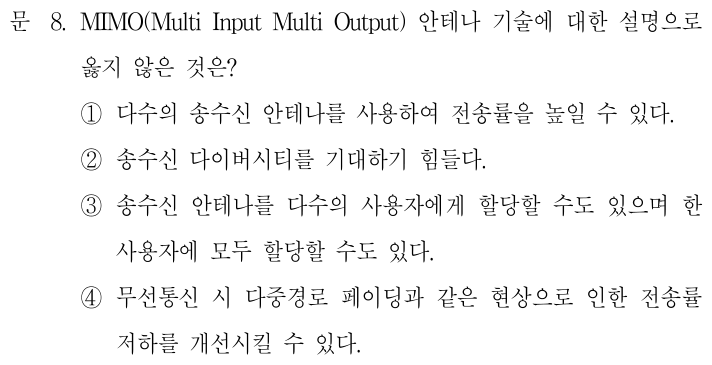 문 8. MIMO(Multi Input Multi Output) 안테나 기술에 대한 설명으로
옳지 않은 것은?
① 다수의 송수신 안테나를 사용하여 전송률을 높일 수 있다.
② 송수신 다이버시티를 기대하기 힘들다.
③ 송수신 안테나를 다수의 사용자에게 할당할 수도 있으며 한
사용자에 모두 할당할 수도 있다.
④ 무선통신 시 다중경로 페이딩과 같은 현상으로 인한 전송률
저하를 개선시킬 수 있다.